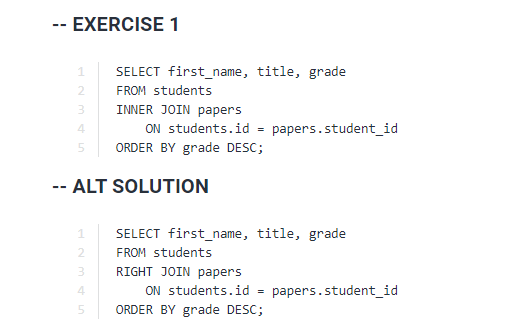 -- EXERCISE 1
1 SELECT first_name, title, grade
2 FROM students
3 INNER JOIN papers
4     ON students.id = papers.student_id
5 ORDER BY grade DESC;
-- ALT SOLUTION
1 SELECT first_name, title, grade
2 FROM students
3 RIGHT JOIN papers
4     ON students.id = papers.student_id
5 ORDER BY grade DESC;